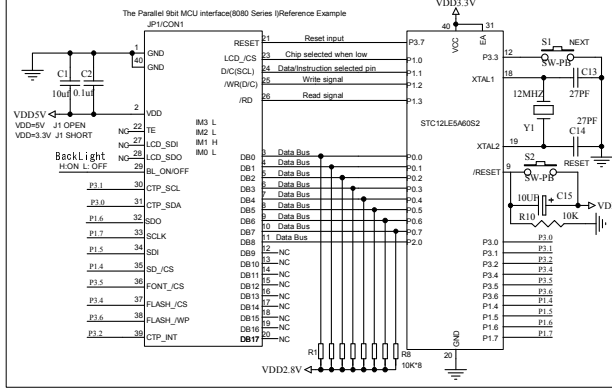 The Parallel 9bit MCU interface(8080 Series I)Reference Example
JP1/CON1
1 GND
40 GND
C1 C2
10uf 0.1uf
VDD5V
2 VDD
VDD=5V J1 OPEN
VDD=3.3V J1 SHORT
22 TE
NC 27 LCD_SDI
NC 28 LCD_SDO
BackLight
H:ON L: OFF
29 BL_ON/OFF
P3.1 30 CTP_SCL
P3.0 31 CTP_SDA
P1.6 32 SDO
P1.7 33 SCLK
P1.5 34 SDI
P1.4 35 SD_/CS
P3.5 36 FONT_/CS
P3.4 37 FLASH_/CS
P3.6 38 FLASH_/WP
P3.2 39 CTP_INT
IM3 L
IM2 L
IM1 H
IM0 L
RESET 21 Reset input
LCD_/CS 23 Chip selected when low
D/C(SCL) 24 Data/Instruction selected pin
/WR(D/C) 25 Write signal
/RD 26 Read signal
DB0 3 Data Bus
DB1 4 Data Bus
DB2 5 Data Bus
DB3 6 Data Bus
DB4 7 Data Bus
DB5 8 Data Bus
DB6 9 Data Bus
DB7 10 Data Bus
DB8 11 Data Bus
DB9 12 NC
DB10 13 NC
DB11 14 NC
DB12 15 NC
DB13 16 NC
DB14 17 NC
DB15 18 NC
DB16 19 NC
DB17 20 NC
R1 R8
10K*8
VDD2.8V
VDD3.3V
40 31
VCC EA
P3.7
P1.0
P1.1
P1.2
P1.3
STC12LE5A60S2
P0.0
P0.1
P0.2
P0.3
P0.4
P0.5
P0.6
P0.7
P2.0
P3.3 12
XTAL1 18
XTAL2 19
/RESET 9
P3.0 P3.0
P3.1 P3.1
P3.2 P3.2
P3.4 P3.4
P3.5 P3.5
P3.6 P3.6
P1.4 P1.4
P1.5 P1.5
P1.6 P1.6
P1.7 P1.7
20 GND
S1 NEXT
SW-PB
C13
27PF
12MHZ
Y1
27PF
C14
S2 RESET
SW-PB
10UF + C15
R10 10K